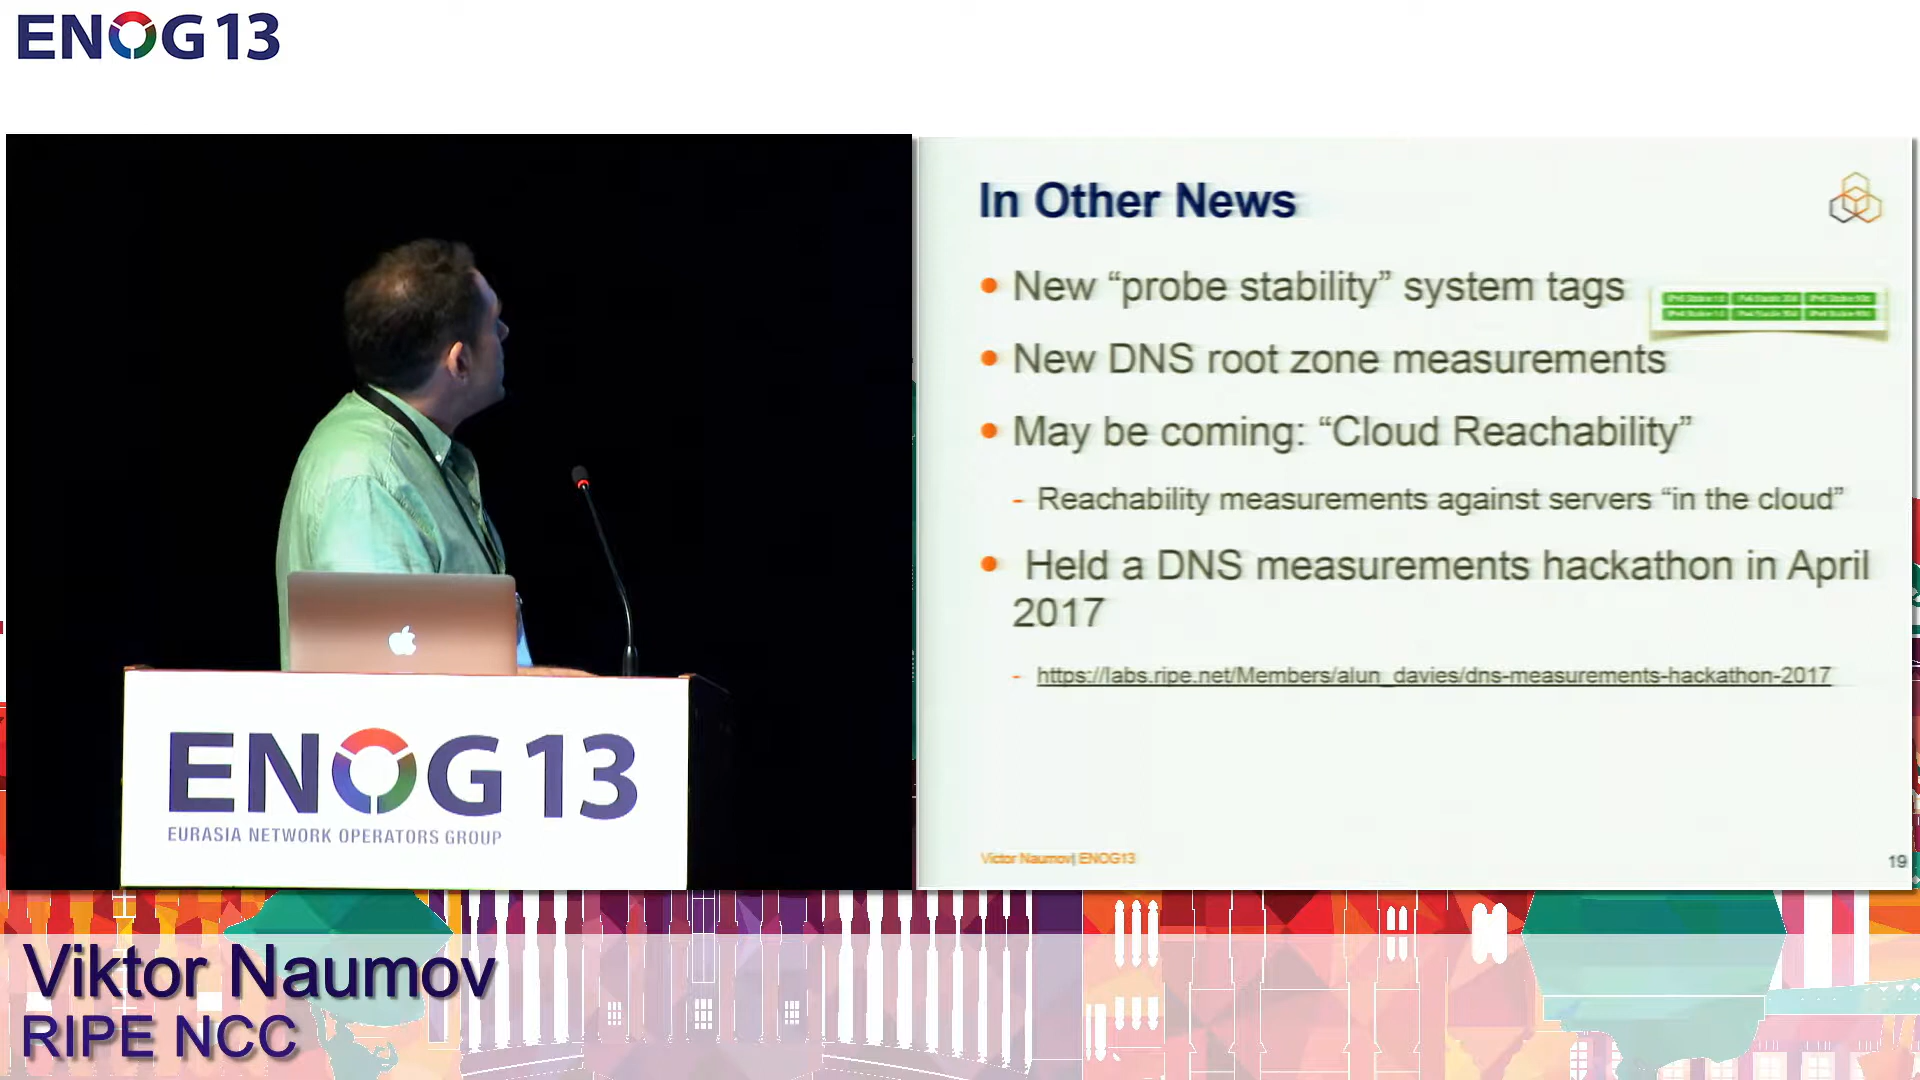 ENOG13
In Other News
New “probe stability” system tags
New DNS root zone measurements
May be coming: “Cloud Reachability”
- Reachability measurements against servers “in the cloud”
Held a DNS measurements hackathon in April
2017
- https://labs.ripe.net/Members/alun_davies/dns-measurements-hackathon-2017
Victor Naumov| ENOG13
19
ENOG13
EURASIA NETWORK OPERATORS GROUP
Viktor Naumov
RIPE NCC